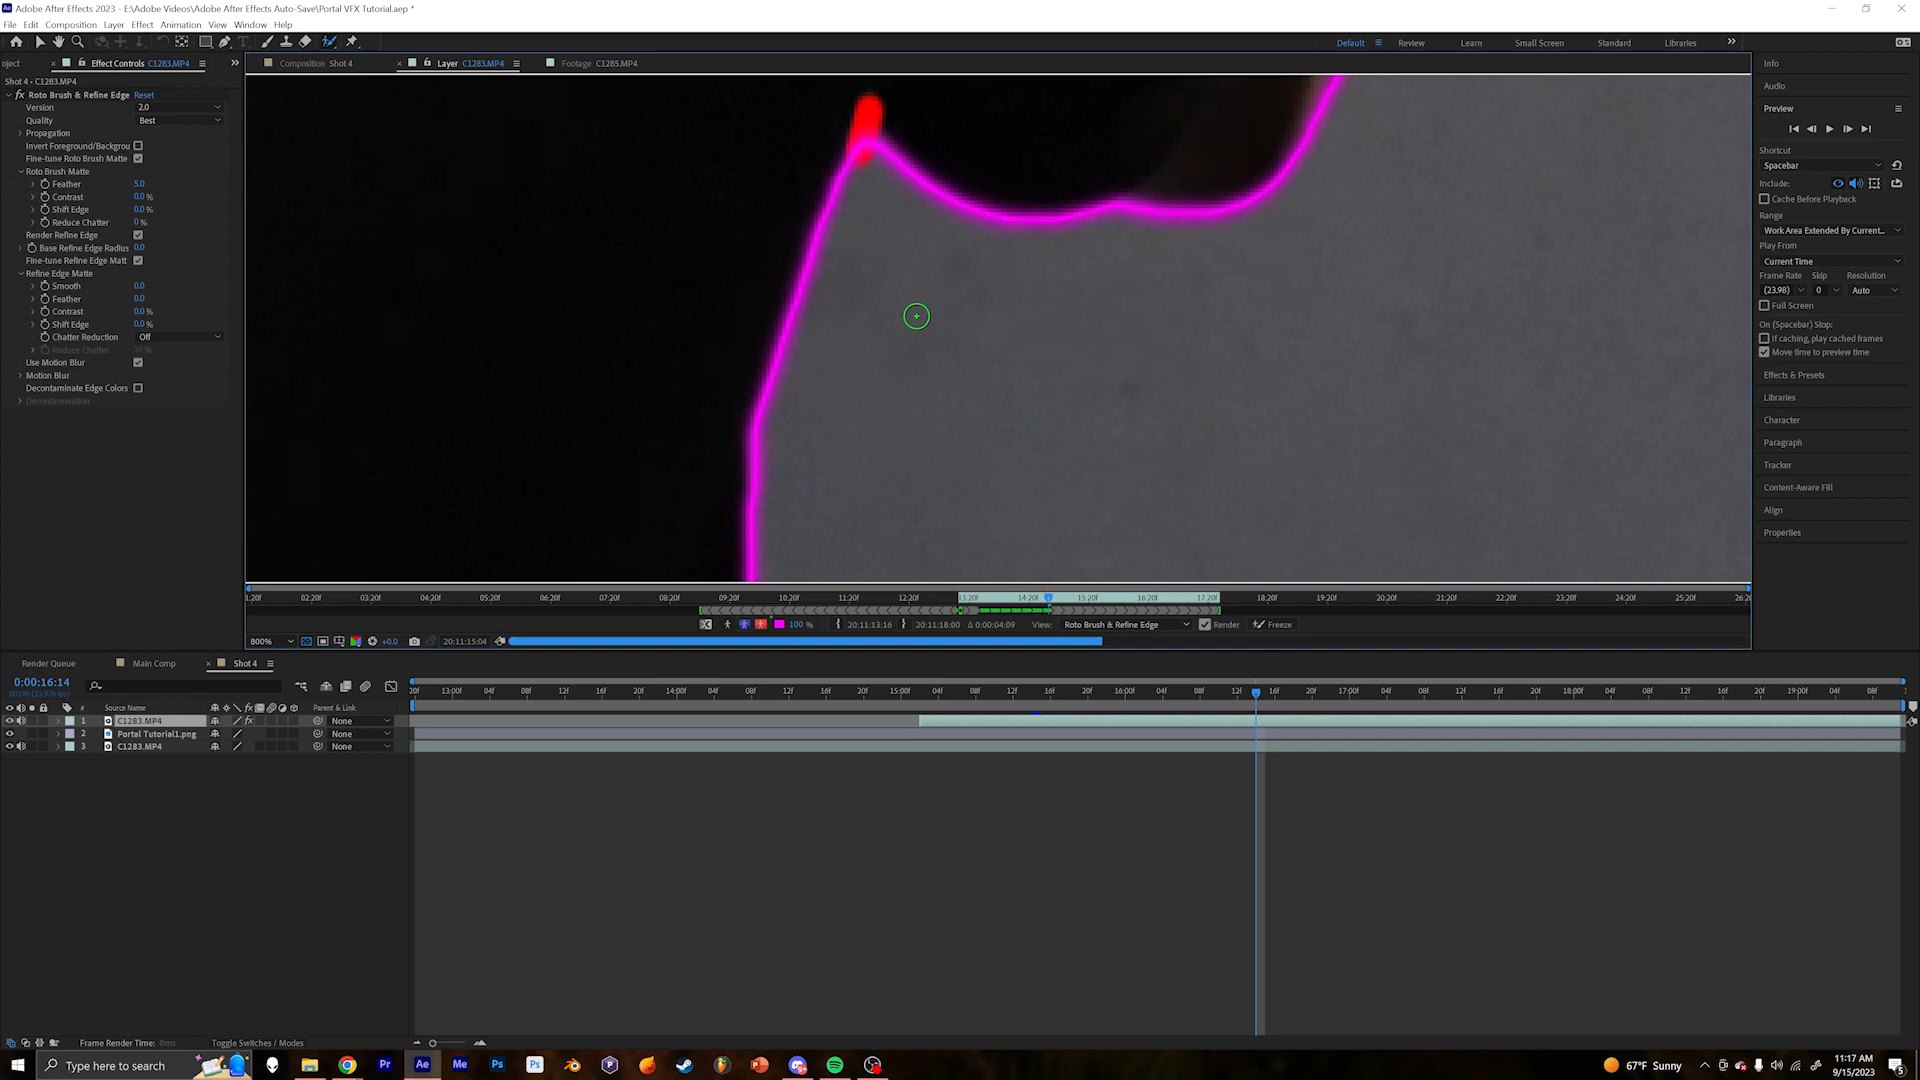 Adobe After Effects 2023 - E:\Adobe Videos\Adobe After Effects Auto-Save\Portal VFX Tutorial.aep *
File Edit Composition Layer Effect Animation View Window Help
Default Review Learn Small Screen Standard Libraries
oject Effect Controls C1283.MP4
Composition Shot 4
Layer C1283.MP4
Footage C1285.MP4
Shot 4 • C1283.MP4
fx Roto Brush & Refine Edge Reset
Version 2.0
Quality Best
Propagation
Invert Foreground/Backgrou
Fine-tune Roto Brush Matte
Roto Brush Matte
Feather 5.0
Contrast 0.0 %
Shift Edge 0.0 %
Reduce Chatter 0 %
Render Refine Edge
Base Refine Edge Radius 0.0
Fine-tune Refine Edge Matt
Refine Edge Matte
Smooth 0.0
Feather 0.0
Contrast 0.0 %
Shift Edge 0.0 %
Chatter Reduction Off
Reduce Chatter 50 %
Use Motion Blur
Motion Blur
Decontaminate Edge Colors
Decontamination
Info
Audio
Preview
Shortcut
Spacebar
Include:
Cache Before Playback
Range
Work Area Extended By Current...
Play From
Current Time
Frame Rate Skip Resolution
(23.98) 0 Auto
Full Screen
On (Spacebar) Stop:
If caching, play cached frames
Move time to preview time
Effects & Presets
Libraries
Character
Paragraph
Tracker
Content-Aware Fill
Align
Properties
1:20f 02:20f 03:20f 04:20f 05:20f 06:20f 07:20f 08:20f 09:20f 10:20f 11:20f 12:20f 13:20f 14:20f 15:20f 16:20f 17:20f 18:20f 19:20f 20:20f 21:20f 22:20f 23:20f 24:20f 25:20f 26:20
100 % 20:11:13:16 20:11:18:00 Δ 0:00:04:09 View: Roto Brush & Refine Edge Render Freeze
800% +0.0 20:11:15:04
Render Queue Main Comp Shot 4
0:00:16:14
00398 (23.976 fps)
20f 13:00f 04f 08f 12f 16f 20f 14:00f 04f 08f 12f 16f 20f 15:00f 04f 08f 12f 16f 20f 16:00f 04f 08f 12f 16f 20f 17:00f 04f 08f 12f 16f 20f 18:00f 04f 08f 12f 16f 20f 19:00f 04f 08f
# Source Name Parent & Link
1 C1283.MP4 None
2 Portal Tutorial1.png None
3 C1283.MP4 None
Frame Render Time: 0ms Toggle Switches / Modes
Type here to search
67°F Sunny
11:17 AM
9/15/2023
5